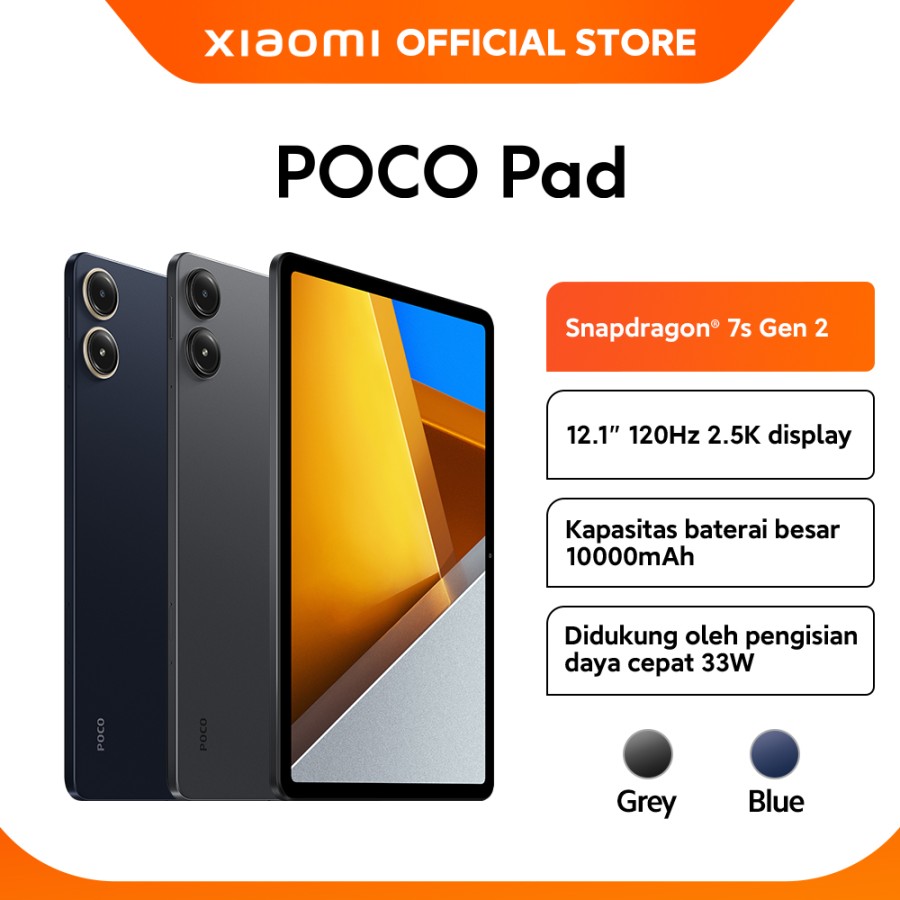 xiaomi OFFICIAL STORE
POCO Pad
Snapdragon® 7s Gen 2
12.1" 120Hz 2.5K display
Kapasitas baterai besar
10000mAh
Didukung oleh pengisian
daya cepat 33W
POCO
POCO
Grey
Blue